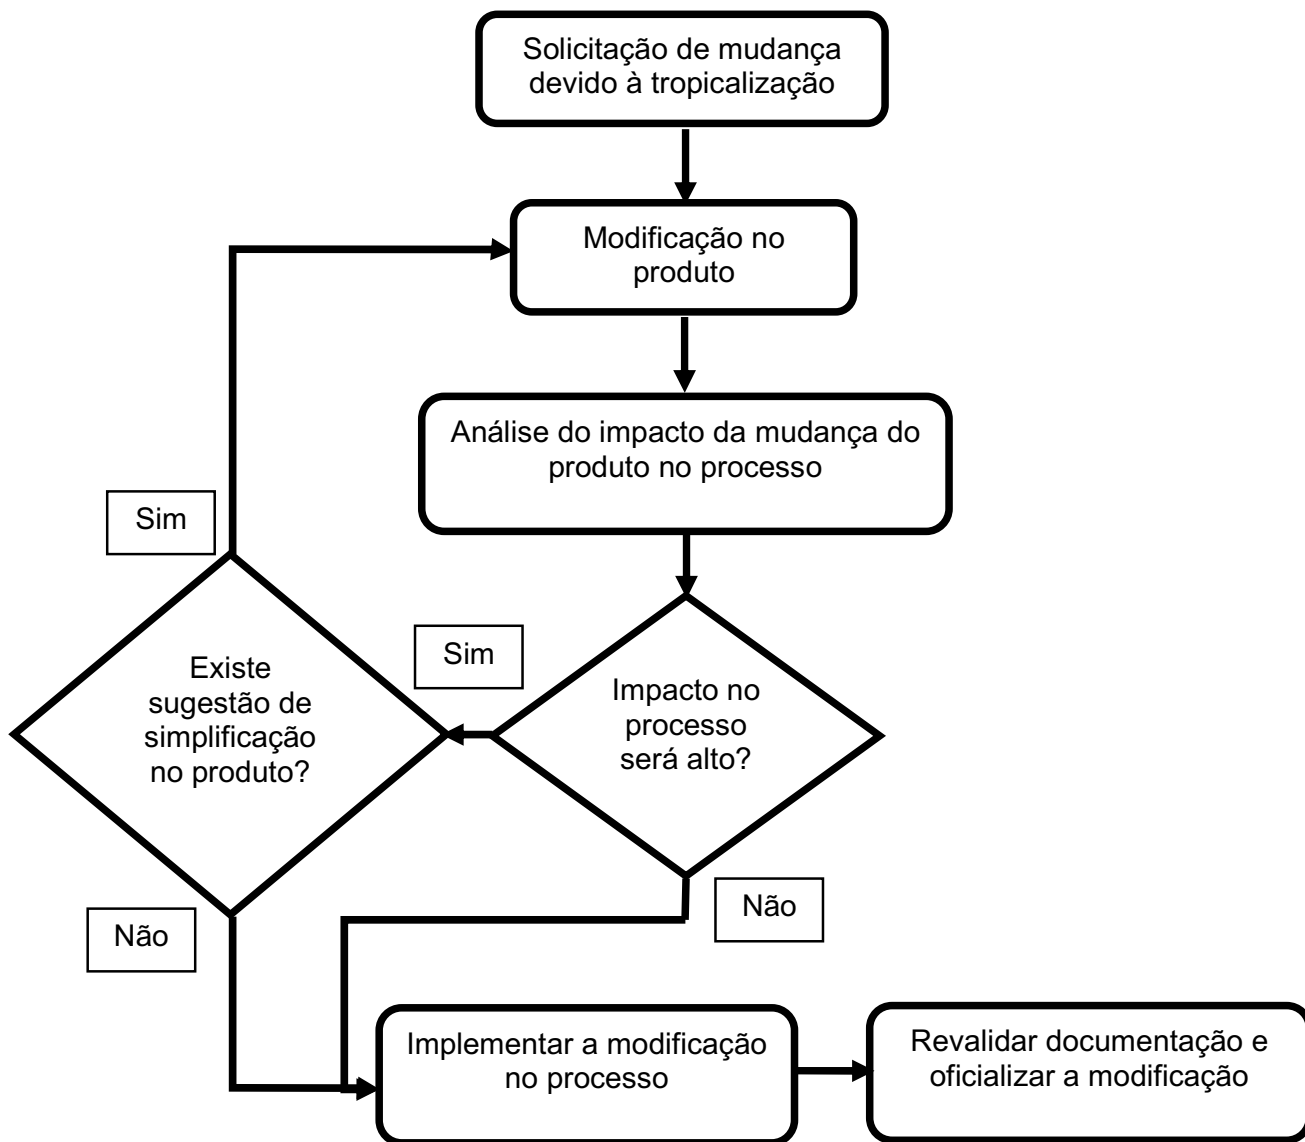 Solicitação de mudança
devido à tropicalização
Modificação no
produto
Análise do impacto da mudança do
produto no processo
Sim
Sim
Existe
sugestão de
simplificação
no produto?
Impacto no
processo
será alto?
Não
Não
Implementar a modificação
no processo
Revalidar documentação e
oficializar a modificação